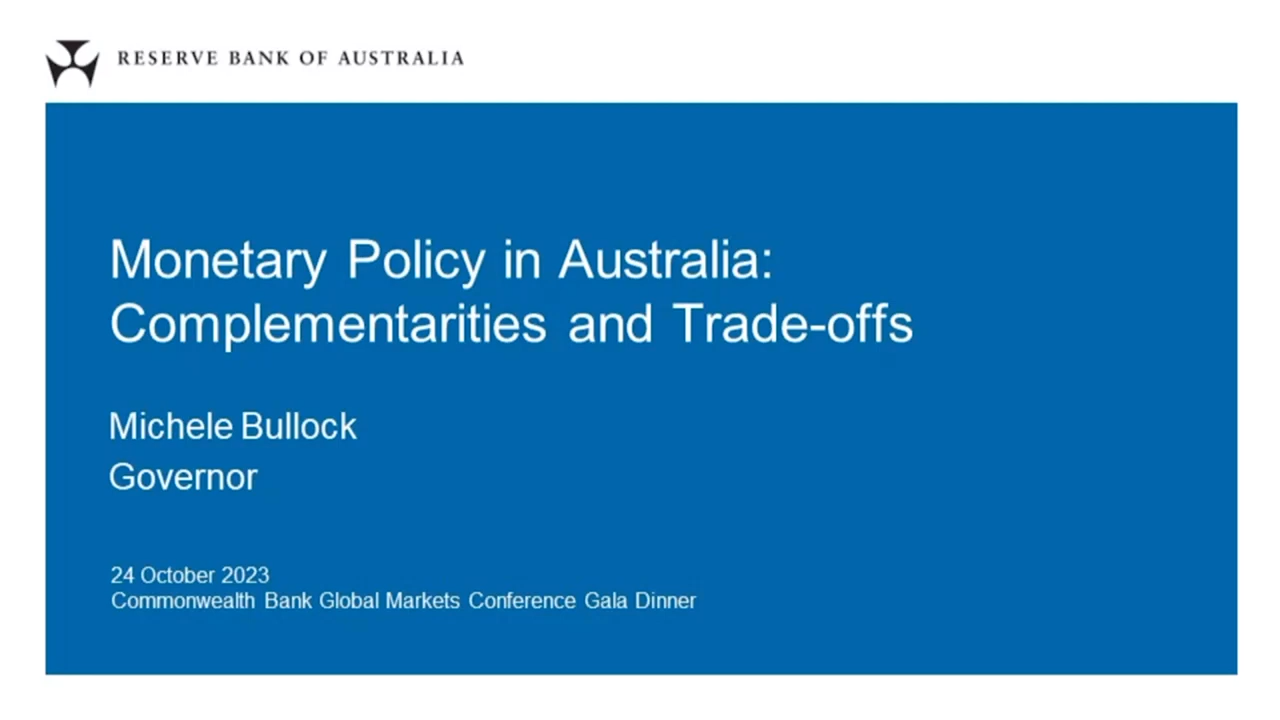 RESERVE BANK OF AUSTRALIA
Monetary Policy in Australia:
Complementarities and Trade-offs
Michele Bullock
Governor
24 October 2023
Commonwealth Bank Global Markets Conference Gala Dinner